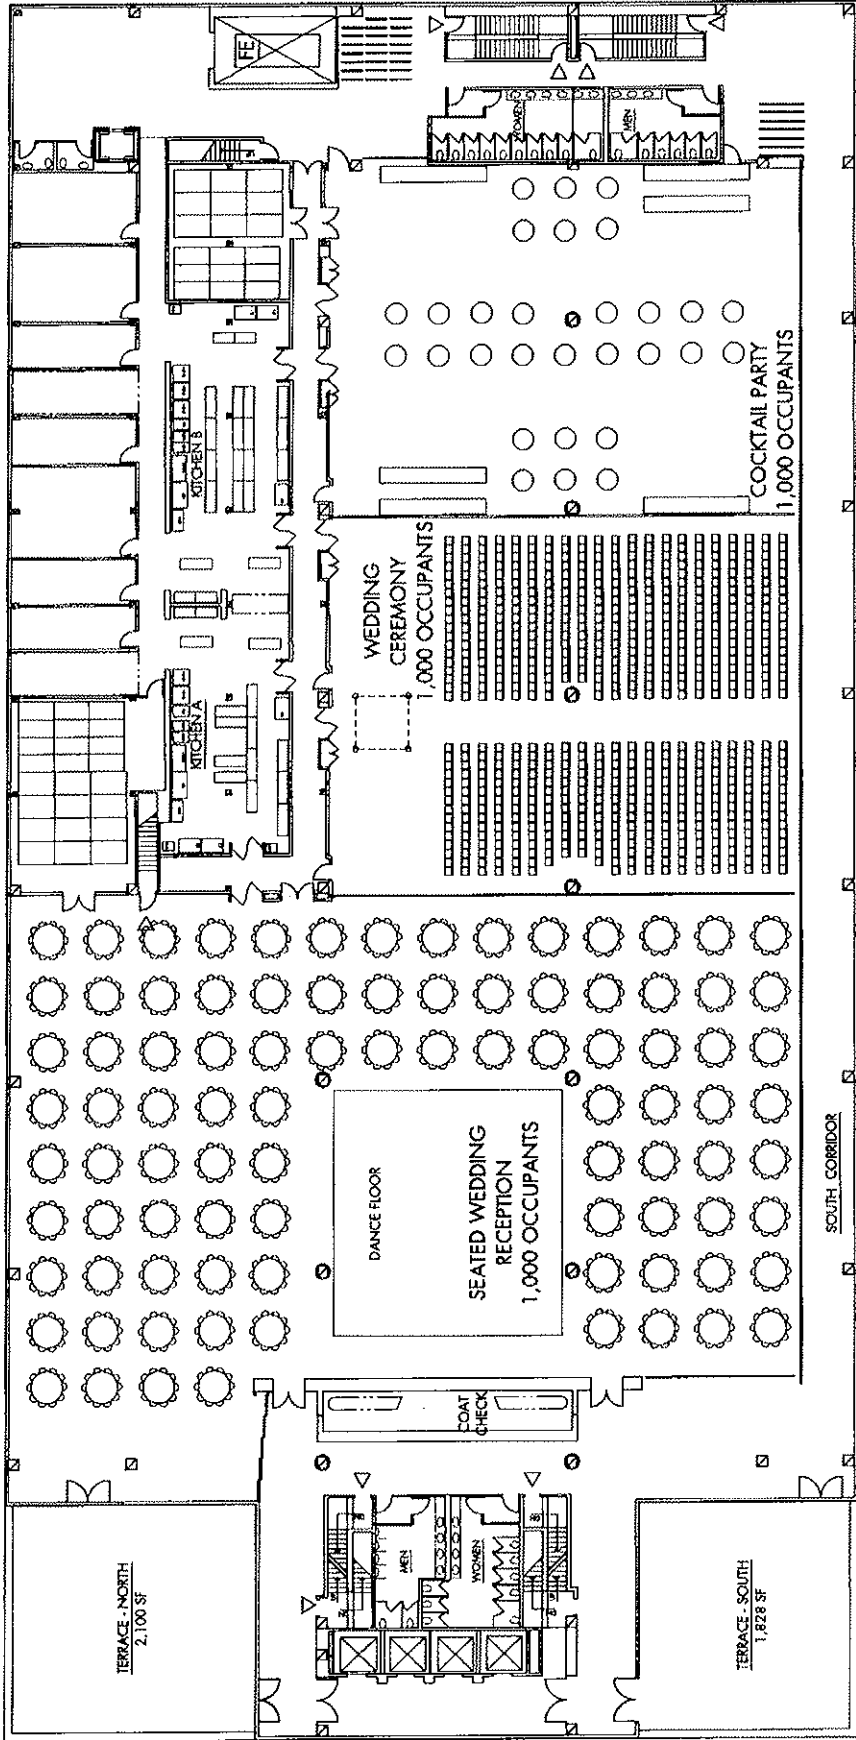 FE
WOMEN
MEN
KITCHEN B
COCKTAIL PARTY
1,000 OCCUPANTS
WEDDING
CEREMONY
1,000 OCCUPANTS
KITCHEN A
DANCE FLOOR
SEATED WEDDING
RECEPTION
1,000 OCCUPANTS
SOUTH CORRIDOR
COAT
CHECK
MEN
WOMEN
TERRACE - NORTH
2,100 SF
TERRACE - SOUTH
1,828 SF